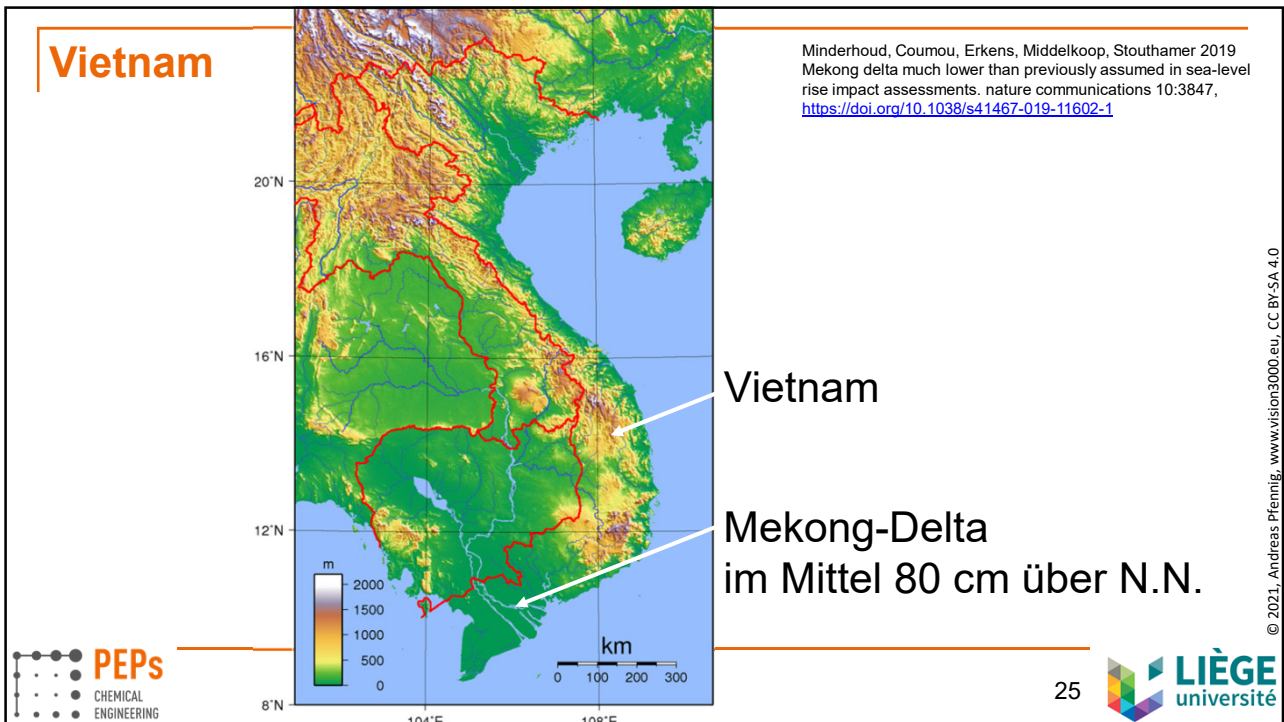 Vietnam
Minderhoud, Coumou, Erkens, Middelkoop, Stouthamer 2019
Mekong delta much lower than previously assumed in sea-level
rise impact assessments. nature communications 10:3847,
https://doi.org/10.1038/s41467-019-11602-1
20°N
16°N
12°N
8°N
104°E
108°E
m
2000
1500
1000
500
0
km
0 50 100 200 300
Vietnam
Mekong-Delta
im Mittel 80 cm über N.N.
© 2021, Andreas Pfennig, www.vision3000.eu, CC BY-SA 4.0
PEPs
CHEMICAL
ENGINEERING
25
LIÈGE
université